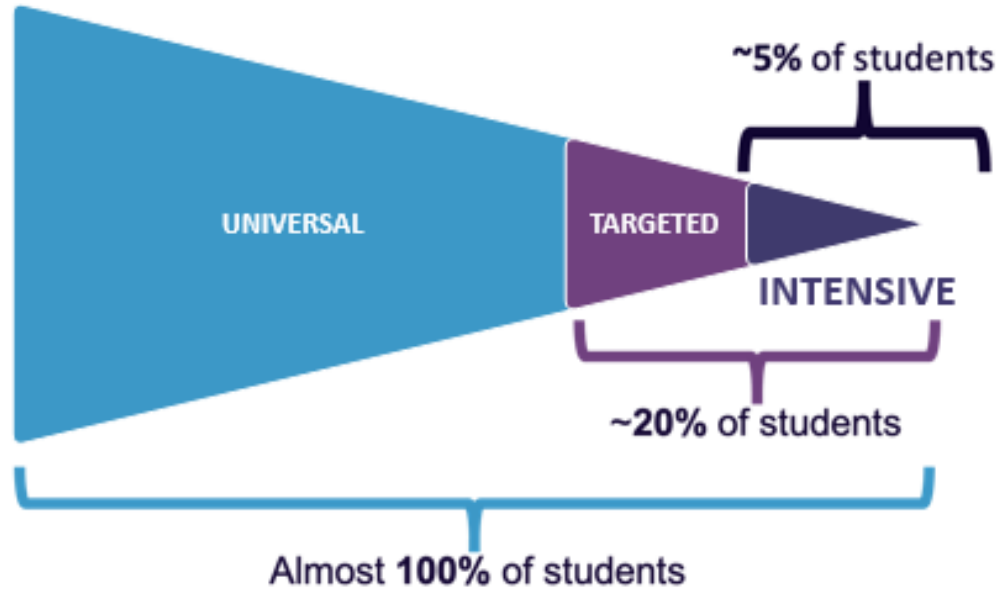 ~5% of students
UNIVERSAL
TARGETED
INTENSIVE
~20% of students
Almost 100% of students